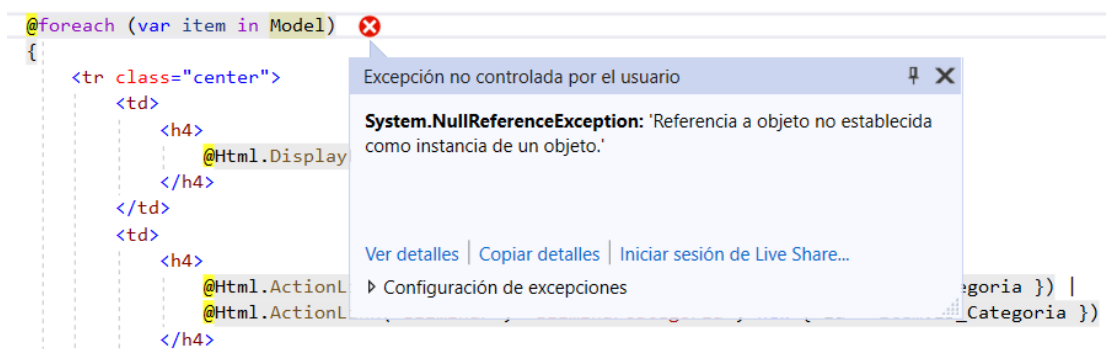 @foreach (var item in Model)
{
<tr class="center">
Excepción no controlada por el usuario
<td>
<h4>
System.NullReferenceException: 'Referencia a objeto no establecida
como instancia de un objeto.'
@Html.Display
</h4>
</td>
<td>
<h4>
Ver detalles | Copiar detalles | Iniciar sesión de Live Share...
@Html.ActionL
Configuración de excepciones
egoria }) |
@Html.ActionL
_Categoria })
</h4>